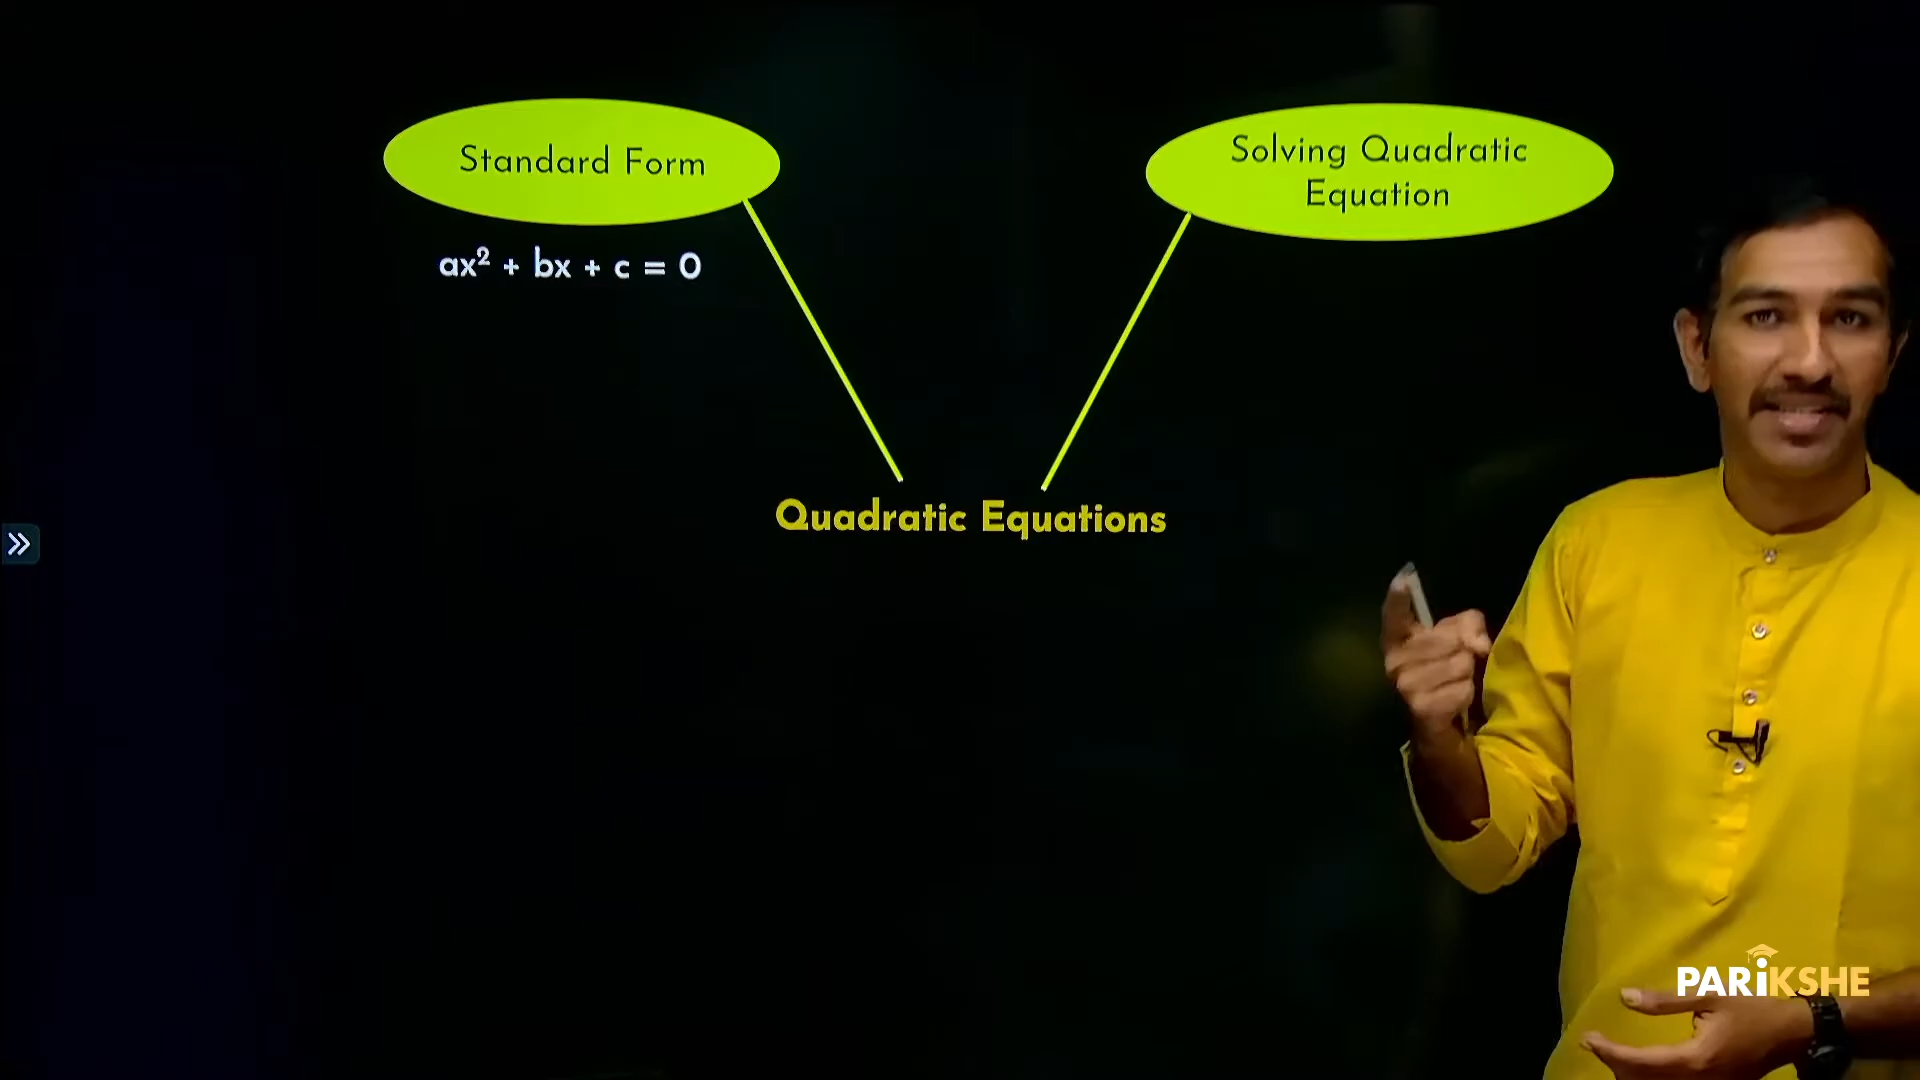 Standard Form
ax² + bx + c = 0
Solving Quadratic
Equation
Quadratic Equations
PARiKSHE